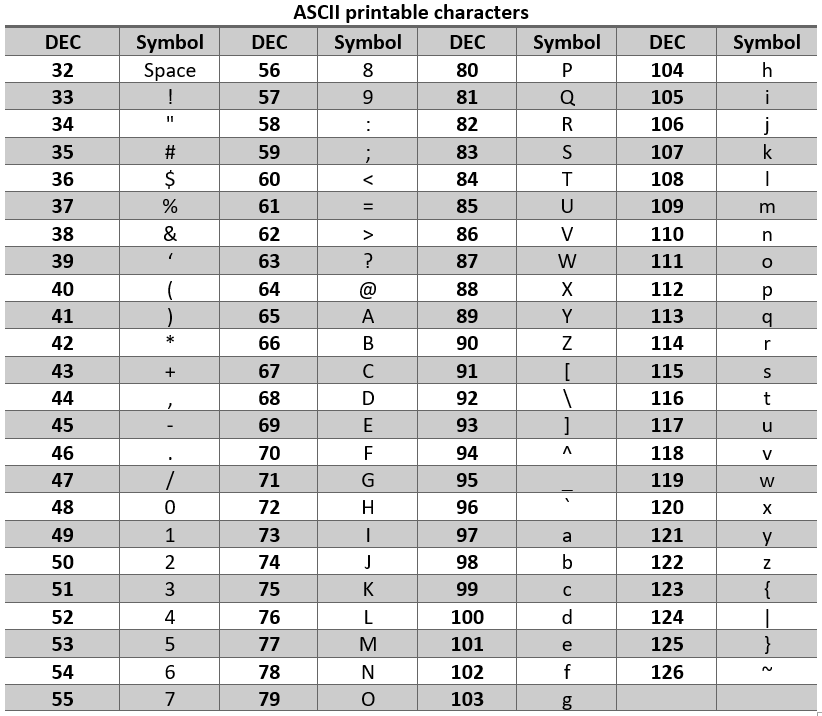 ASCII printable characters
DEC Symbol DEC Symbol DEC Symbol DEC Symbol
32 Space 56 8 80 P 104 h
33 ! 57 9 81 Q 105 i
34 " 58 : 82 R 106 j
35 # 59 ; 83 S 107 k
36 $ 60 < 84 T 108 l
37 % 61 = 85 U 109 m
38 & 62 > 86 V 110 n
39 ‘ 63 ? 87 W 111 o
40 ( 64 @ 88 X 112 p
41 ) 65 A 89 Y 113 q
42 * 66 B 90 Z 114 r
43 + 67 C 91 [ 115 s
44 , 68 D 92 \ 116 t
45 - 69 E 93 ] 117 u
46 . 70 F 94 ^ 118 v
47 / 71 G 95 _ 119 w
48 0 72 H 96 ` 120 x
49 1 73 I 97 a 121 y
50 2 74 J 98 b 122 z
51 3 75 K 99 c 123 {
52 4 76 L 100 d 124 |
53 5 77 M 101 e 125 }
54 6 78 N 102 f 126 ~
55 7 79 O 103 g